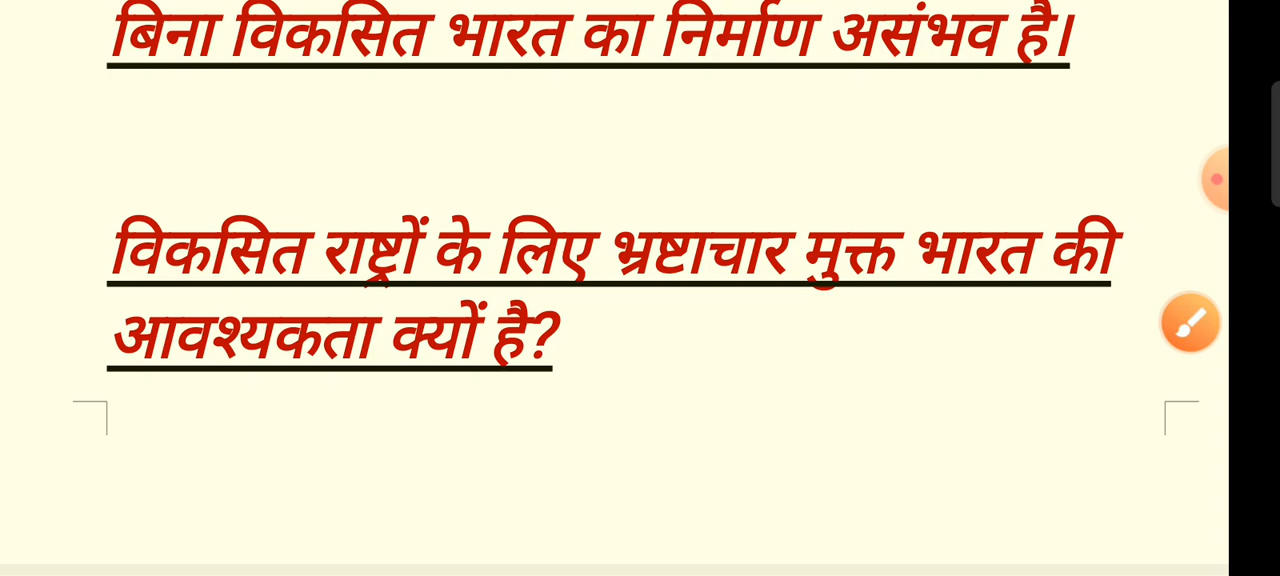 बिना विकसित भारत का निर्माण असंभव है।
विकसित राष्ट्रों के लिए भ्रष्टाचार मुक्त भारत की
आवश्यकता क्यों है?